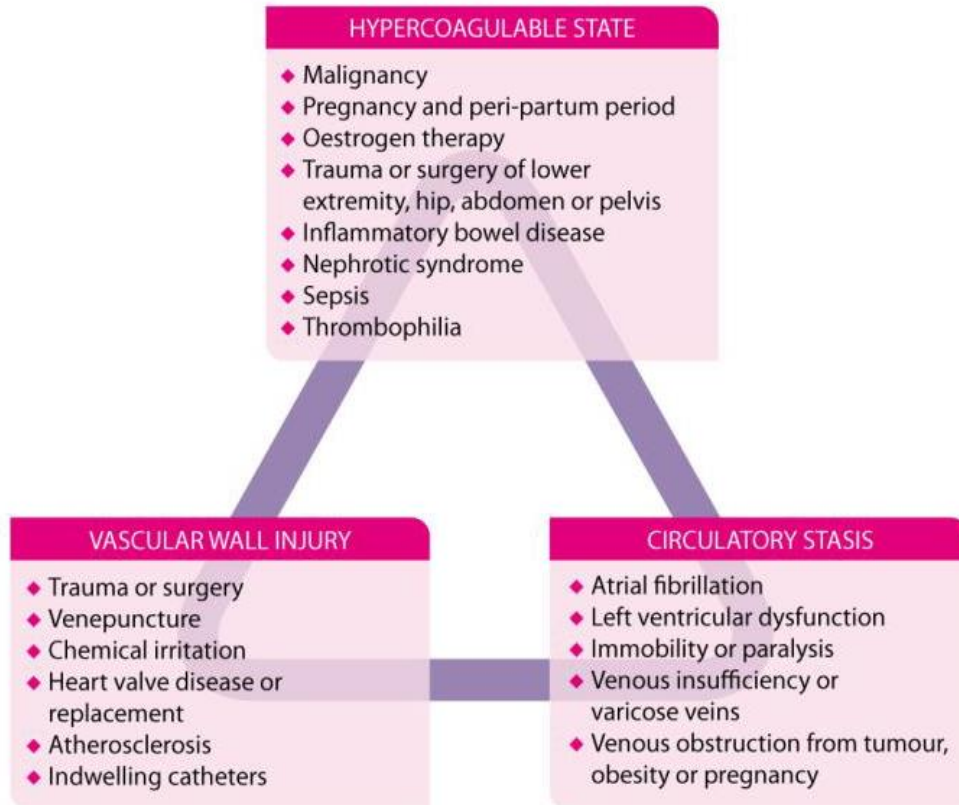 HYPERCOAGULABLE STATE
◆ Malignancy
◆ Pregnancy and peri-partum period
◆ Oestrogen therapy
◆ Trauma or surgery of lower
extremity, hip, abdomen or pelvis
◆ Inflammatory bowel disease
◆ Nephrotic syndrome
◆ Sepsis
◆ Thrombophilia
VASCULAR WALL INJURY
◆ Trauma or surgery
◆ Venepuncture
◆ Chemical irritation
◆ Heart valve disease or
replacement
◆ Atherosclerosis
◆ Indwelling catheters
CIRCULATORY STASIS
◆ Atrial fibrillation
◆ Left ventricular dysfunction
◆ Immobility or paralysis
◆ Venous insufficiency or
varicose veins
◆ Venous obstruction from tumour,
obesity or pregnancy